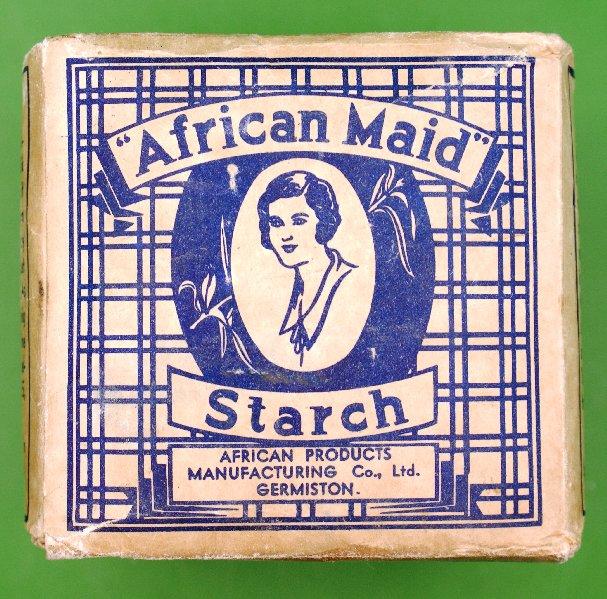 "African Maid"
Starch
AFRICAN PRODUCTS
MANUFACTURING Co., Ltd.
GERMISTON.